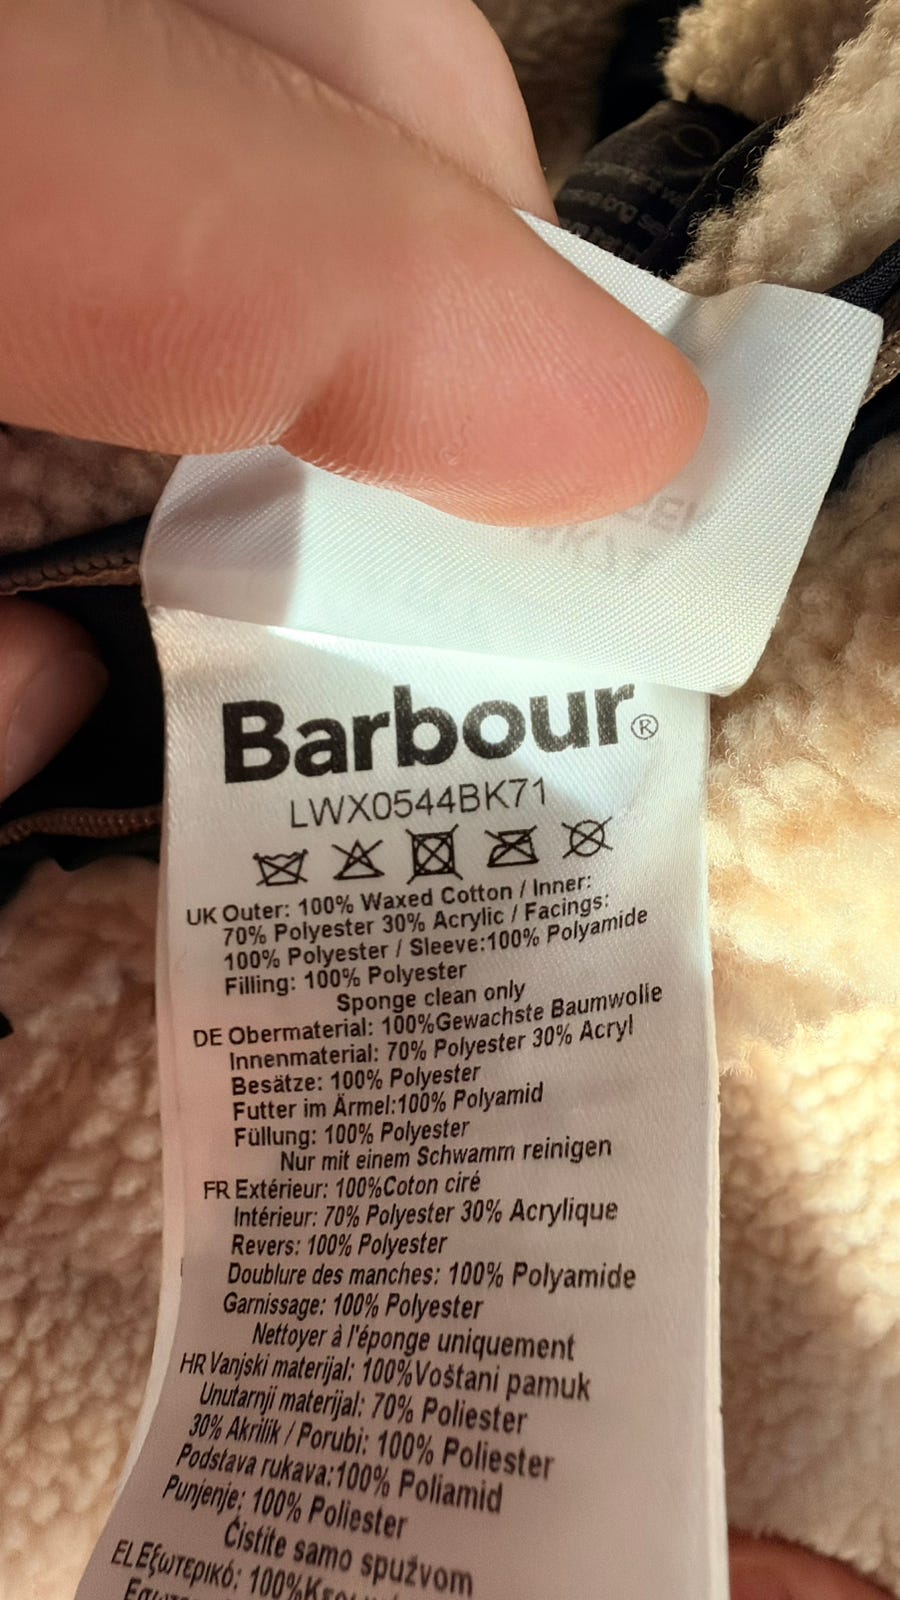 Barbour®
LWX0544BK71
UK Outer: 100% Waxed Cotton / Inner:
70% Polyester 30% Acrylic / Facings:
100% Polyester / Sleeve:100% Polyamide
Filling: 100% Polyester
Sponge clean only
DE Obermaterial: 100%Gewachste Baumwolle
Innenmaterial: 70% Polyester 30% Acryl
Besätze: 100% Polyester
Futter im Ärmel:100% Polyamid
Füllung: 100% Polyester
Nur mit einem Schwamm reinigen
FR Extérieur: 100%Coton ciré
Intérieur: 70% Polyester 30% Acrylique
Revers: 100% Polyester
Doublure des manches: 100% Polyamide
Garnissage: 100% Polyester
Nettoyer à l'éponge uniquement
HR Vanjski materijal: 100%Voštani pamuk
Unutarnji materijal: 70% Poliester
30% Akrilik / Porubi: 100% Poliester
Podstava rukava:100% Poliamid
Punjenje: 100% Poliester
Čistite samo spužvom
EL Εξωτερικό: 100%